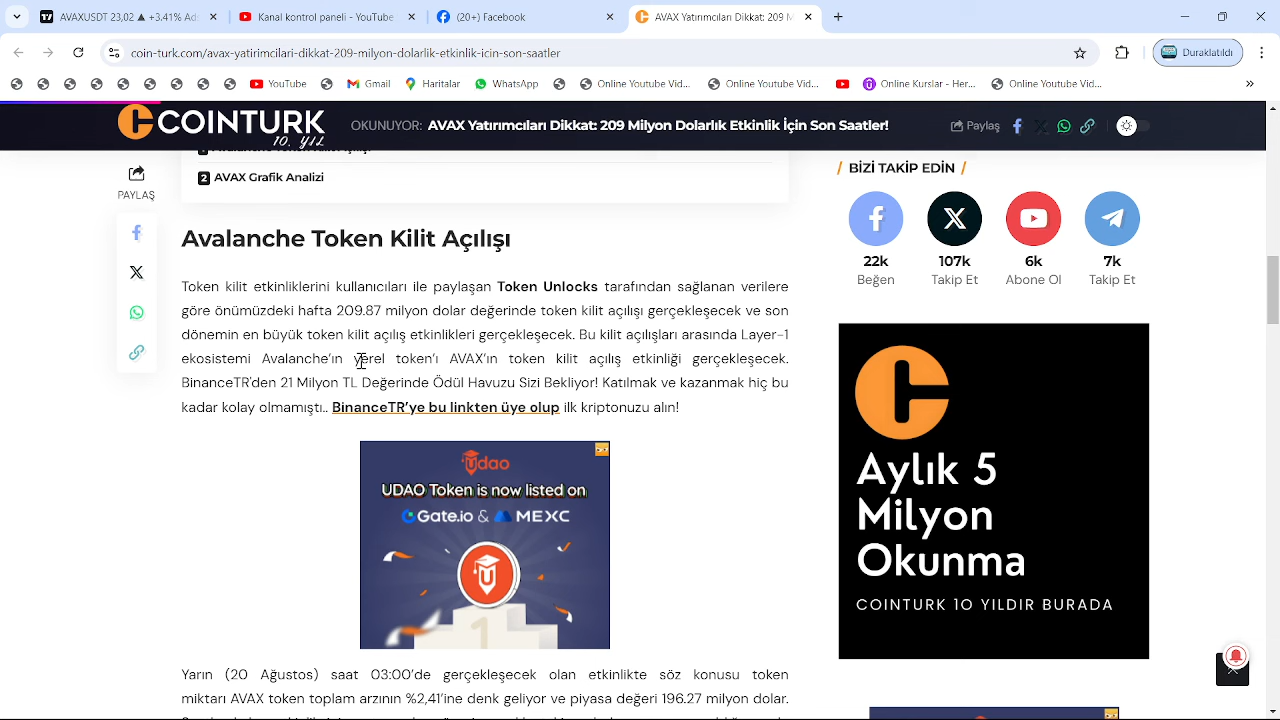 AVAXUSDT 23,02 ▲ +3.41% Ad
Kanal kontrol paneli - YouTube
(20+) Facebook
AVAX Yatırımcıları Dikkat: 209 M
coin-turk.com/avax-yatirimcilari-dikkat-209-milyon-dolarlik-etkinlik-icin-son-saatler
Duraklatıldı
YouTube
Gmail
Haritalar
WhatsApp
Online Youtube Vid...
Online Youtube Vid...
Online Kurslar - Her...
Online Youtube Vid...
COINTURK
10. YIL
OKUNUYOR: AVAX Yatırımcıları Dikkat: 209 Milyon Dolarlık Etkinlik İçin Son Saatler!
Paylaş
PAYLAŞ
2 AVAX Grafik Analizi
Avalanche Token Kilit Açılışı
Token kilit etkinliklerini kullanıcıları ile paylaşan Token Unlocks tarafından sağlanan verilere
göre önümüzdeki hafta 209.87 milyon dolar değerinde token kilit açılışı gerçekleşecek ve son
dönemin en büyük token kilit açılış etkinlikleri gerçekleşecek. Bu kilit açılışları arasında Layer-1
ekosistemi Avalanche’ın yerel token’ı AVAX’ın token kilit açılış etkinliği gerçekleşecek.
BinanceTR'den 21 Milyon TL Değerinde Ödül Havuzu Sizi Bekliyor! Katılmak ve kazanmak hiç bu
kadar kolay olmamıştı.. BinanceTR’ye bu linkten üye olup ilk kriptonuzu alın!
Udao
UDAO Token is now listed on
Gate.io & MEXC
Yarın (20 Ağustos) saat 03:00’de gerçekleşecek olan etkinlikte söz konusu token
miktarı AVAX token toplam arzının %2,41’ine denk geliyor ve piyasa değeri 196.27 milyon dolar.
/ BİZİ TAKİP EDİN /
22k
Beğen
107k
Takip Et
6k
Abone Ol
7k
Takip Et
Aylık 5
Milyon
Okunma
COINTURK 10 YILDIR BURADA